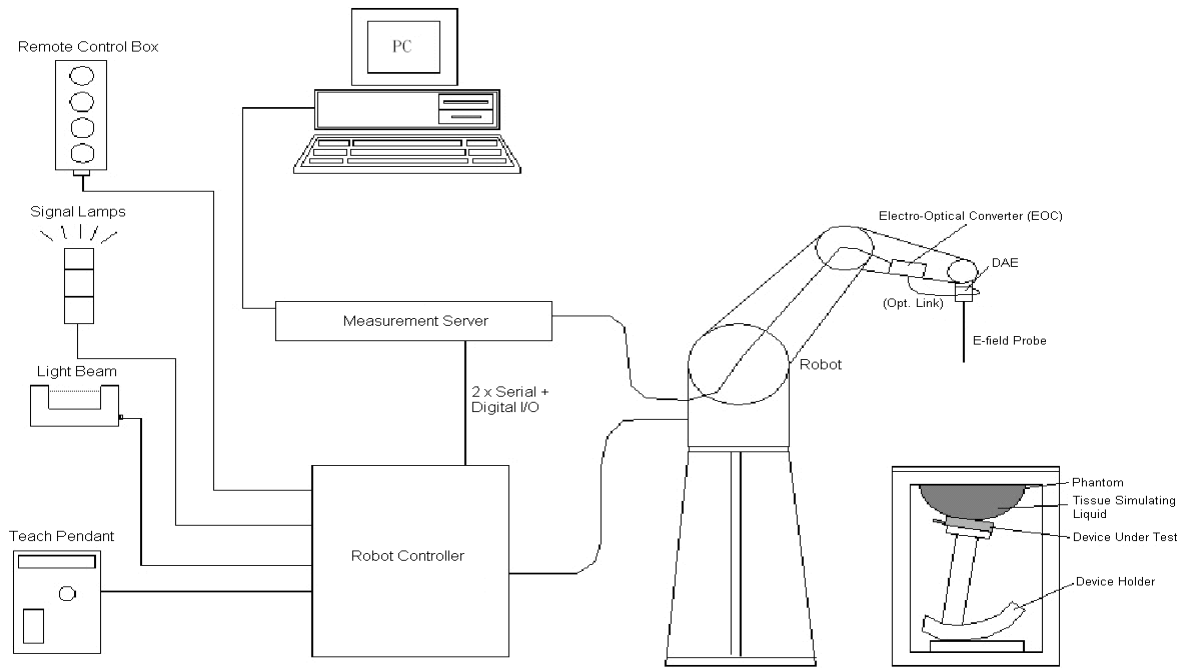 PC
Remote Control Box
Signal Lamps
Electro-Optical Converter (EOC)
DAE
(Opt. Link)
Measurement Server
E-field Probe
Robot
Light Beam
2 x Serial +
Digital I/O
Phantom
Tissue Simulating
Liquid
Teach Pendant
Device Under Test
Robot Controller
Device Holder